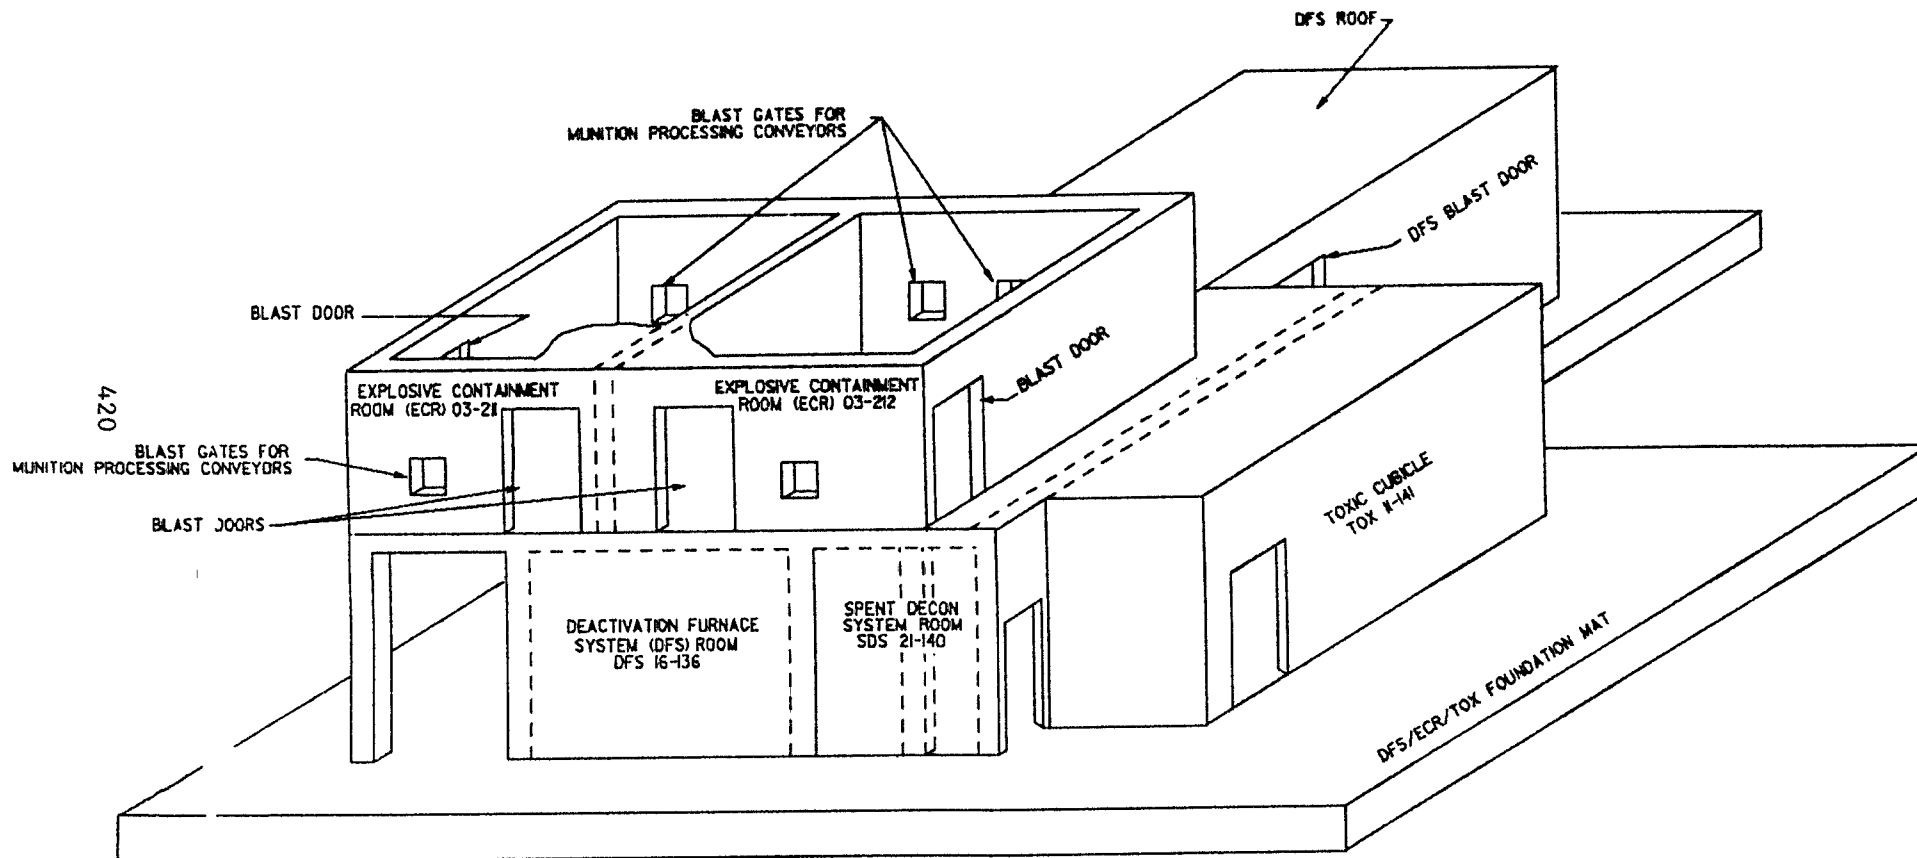 DFS ROOF
BLAST GATES FOR
MUNITION PROCESSING CONVEYORS
DFS BLAST DOOR
BLAST DOOR
BLAST DOOR
EXPLOSIVE CONTAINMENT
ROOM (ECR) 03-211
EXPLOSIVE CONTAINMENT
ROOM (ECR) 03-212
420
BLAST GATES FOR
MUNITION PROCESSING CONVEYORS
BLAST DOORS
TOXIC CUBICLE
TOX 11-141
DEACTIVATION FURNACE
SYSTEM (DFS) ROOM
DFS 16-136
SPENT DECON
SYSTEM ROOM
SDS 21-140
DFS/ECR/TOX FOUNDATION MAT